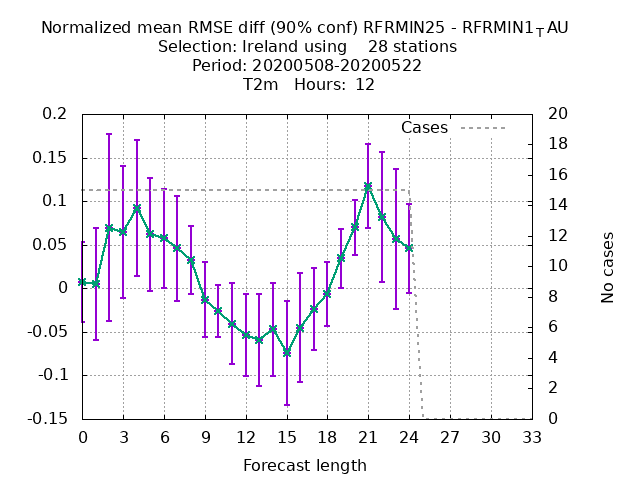 Normalized mean RMSE diff (90% conf) RFRMIN25 - RFRMIN1TAU
Selection: Ireland using    28 stations
Period: 20200508-20200522
T2m   Hours:  12
0.2
0.15
0.1
0.05
0
-0.05
-0.1
-0.15
Cases
20
18
16
14
12
10
8
6
4
2
0
No cases
0 3 6 9 12 15 18 21 24 27 30 33
Forecast length